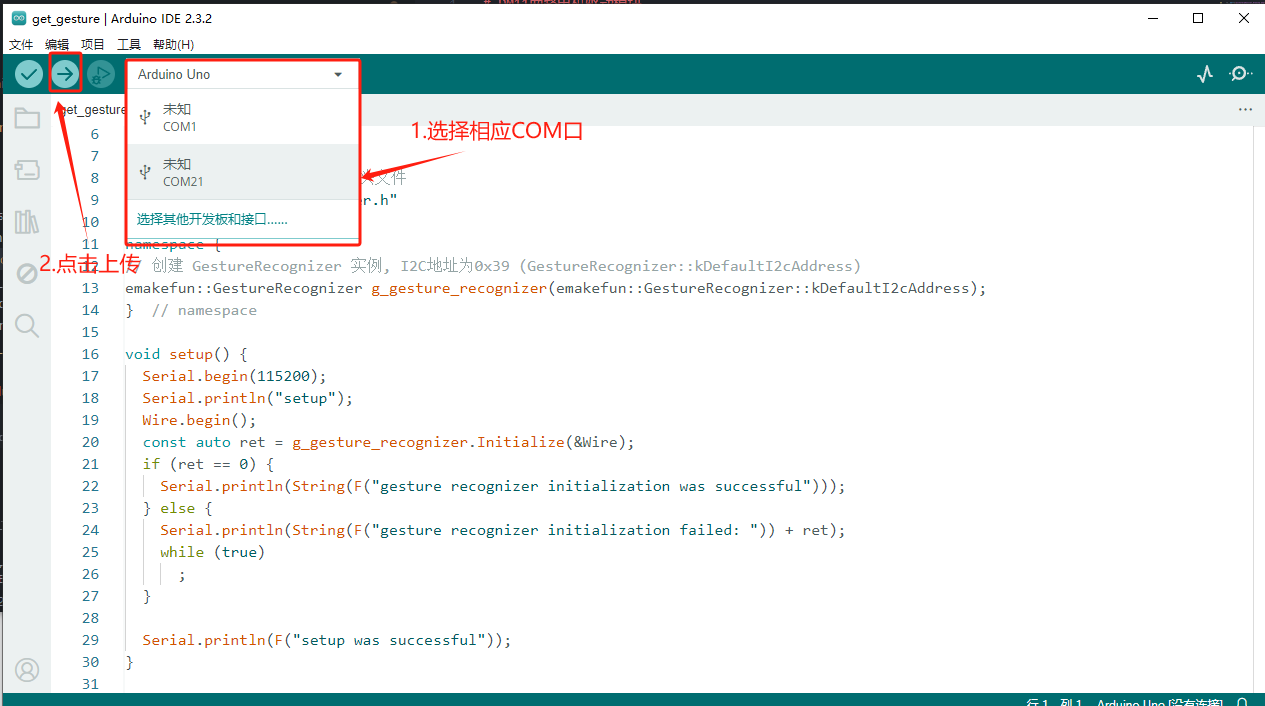 get_gesture | Arduino IDE 2.3.2
文件 编辑 项目 工具 帮助(H)
Arduino Uno
get_gesture
未知
COM1
未知
COM21
选择其他开发板和接口......
1.选择相应COM口
2.点击上传
6
7
8 文件
9 r.h"
10
11 namespace {
12 // 创建 GestureRecognizer 实例, I2C地址为0x39 (GestureRecognizer::kDefaultI2cAddress)
13 emakefun::GestureRecognizer g_gesture_recognizer(emakefun::GestureRecognizer::kDefaultI2cAddress);
14 } // namespace
15
16 void setup() {
17 Serial.begin(115200);
18 Serial.println("setup");
19 Wire.begin();
20 const auto ret = g_gesture_recognizer.Initialize(&Wire);
21 if (ret == 0) {
22 Serial.println(String(F("gesture recognizer initialization was successful")));
23 } else {
24 Serial.println(String(F("gesture recognizer initialization failed: ")) + ret);
25 while (true)
26 ;
27 }
28
29 Serial.println(F("setup was successful"));
30 }
31
行 1, 列 1 Arduino Uno [没有连接]